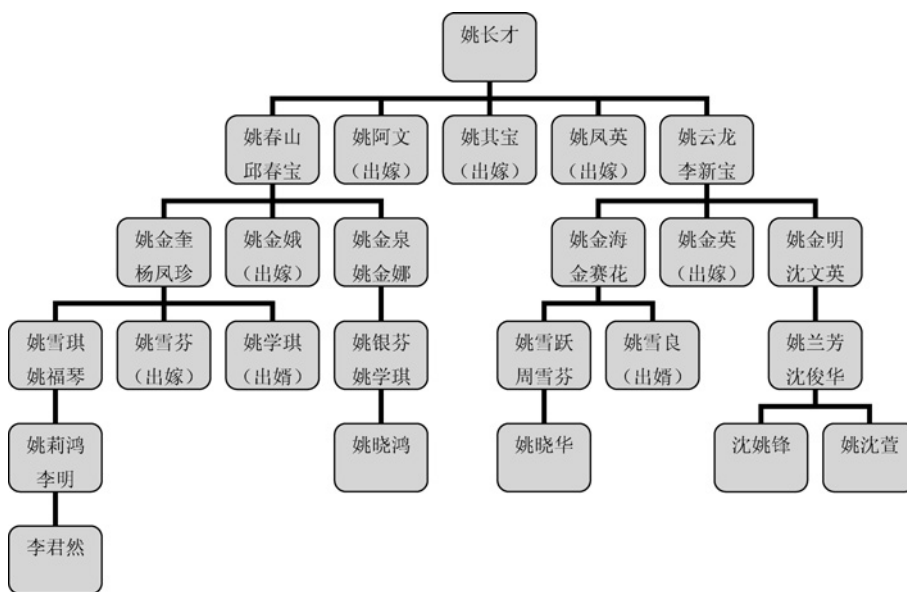 姚长才
姚春山
邱春宝
姚阿文
（出嫁）
姚其宝
（出嫁）
姚凤英
（出嫁）
姚云龙
李新宝
姚金奎
杨凤珍
姚金娥
（出嫁）
姚金泉
姚金娜
姚金海
金赛花
姚金英
（出嫁）
姚金明
沈文英
姚雪琪
姚福琴
姚雪芬
（出嫁）
姚学琪
（出婿）
姚银芬
姚学琪
姚雪跃
周雪芬
姚雪良
（出婿）
姚兰芳
沈俊华
姚莉鸿
李明
姚晓鸿
姚晓华
沈姚锋
姚沈萱
李君然